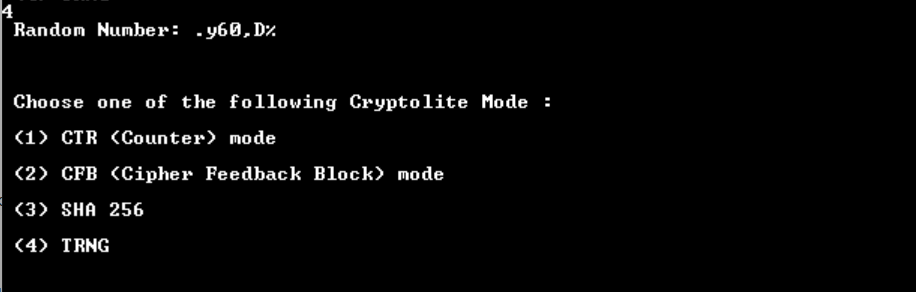 4
Random Number: .y60,D%
Choose one of the following Cryptolite Mode :
(1) CTR (Counter) mode
(2) CFB (Cipher Feedback Block) mode
(3) SHA 256
(4) TRNG